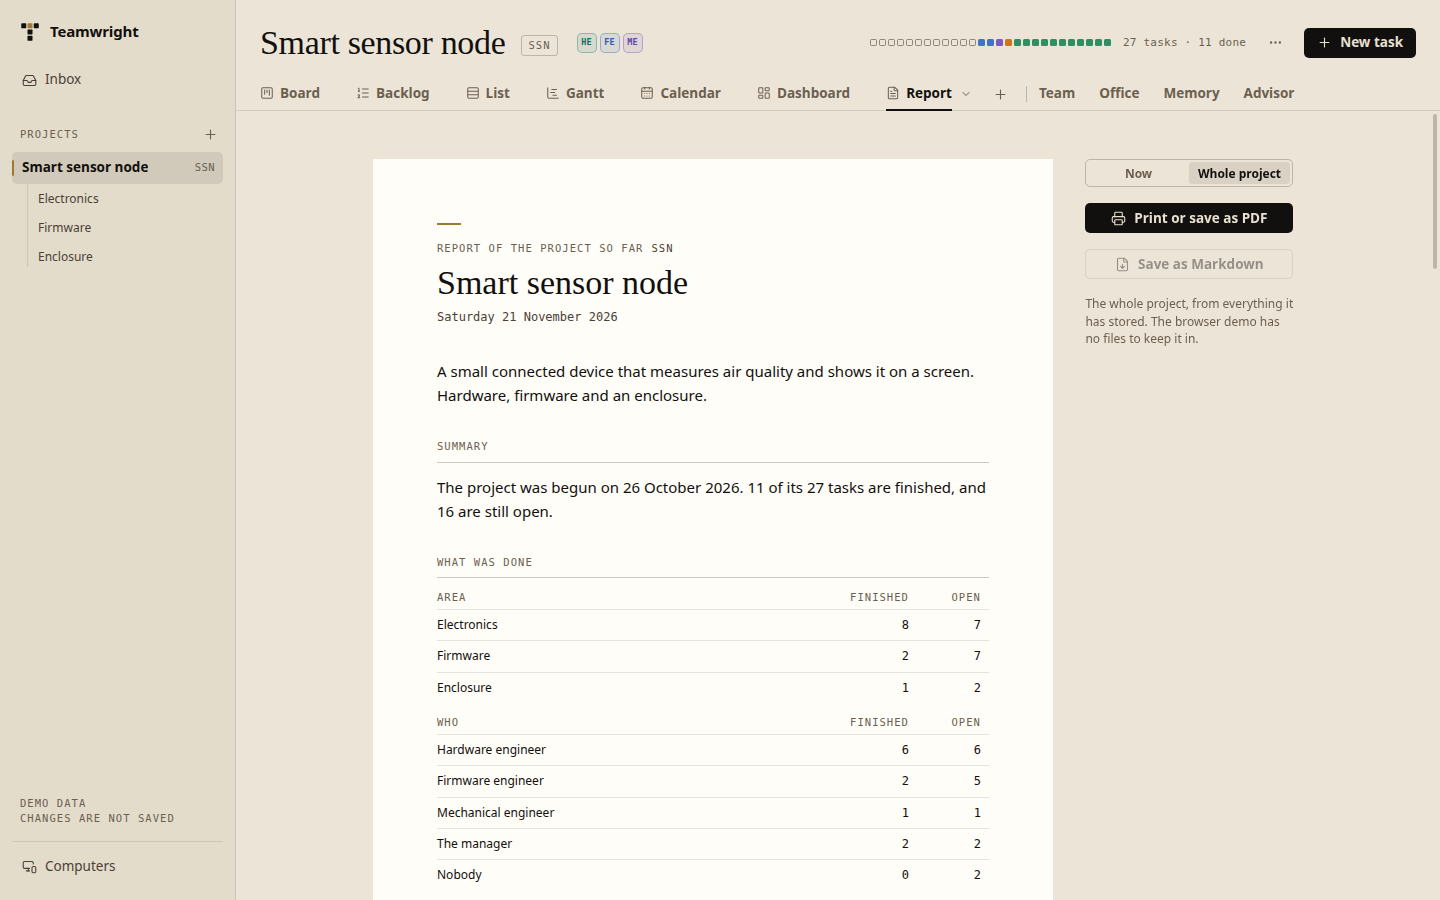 Teamwright
Inbox
PROJECTS
Smart sensor node SSN
Electronics
Firmware
Enclosure
DEMO DATA
CHANGES ARE NOT SAVED
Computers
Smart sensor node SSN HE FE ME
27 tasks · 11 done
New task
Board Backlog List Gantt Calendar Dashboard Report Team Office Memory Advisor
REPORT OF THE PROJECT SO FAR SSN
Smart sensor node
Saturday 21 November 2026
A small connected device that measures air quality and shows it on a screen.
Hardware, firmware and an enclosure.
SUMMARY
The project was begun on 26 October 2026. 11 of its 27 tasks are finished, and
16 are still open.
WHAT WAS DONE
AREA FINISHED OPEN
Electronics 8 7
Firmware 2 7
Enclosure 1 2
WHO FINISHED OPEN
Hardware engineer 6 6
Firmware engineer 2 5
Mechanical engineer 1 1
The manager 2 2
Nobody 0 2
Now Whole project
Print or save as PDF
Save as Markdown
The whole project, from everything it
has stored. The browser demo has
no files to keep it in.